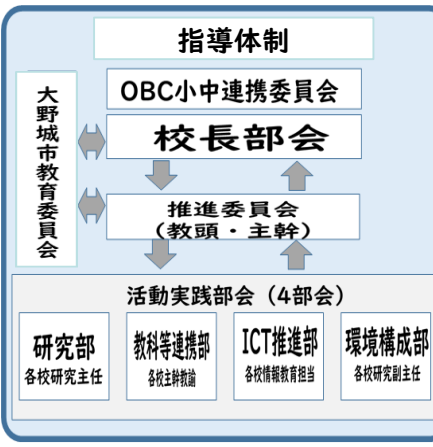 指導体制
OBC小中連携委員会
大野城市教育委員会
校長部会
推進委員会
(教頭・主幹)
活動実践部会（4部会）
研究部
各校研究主任
教科等連携部
各校主幹教諭
ICT推進部
各校情報教育担当
環境構成部
各校研究副主任